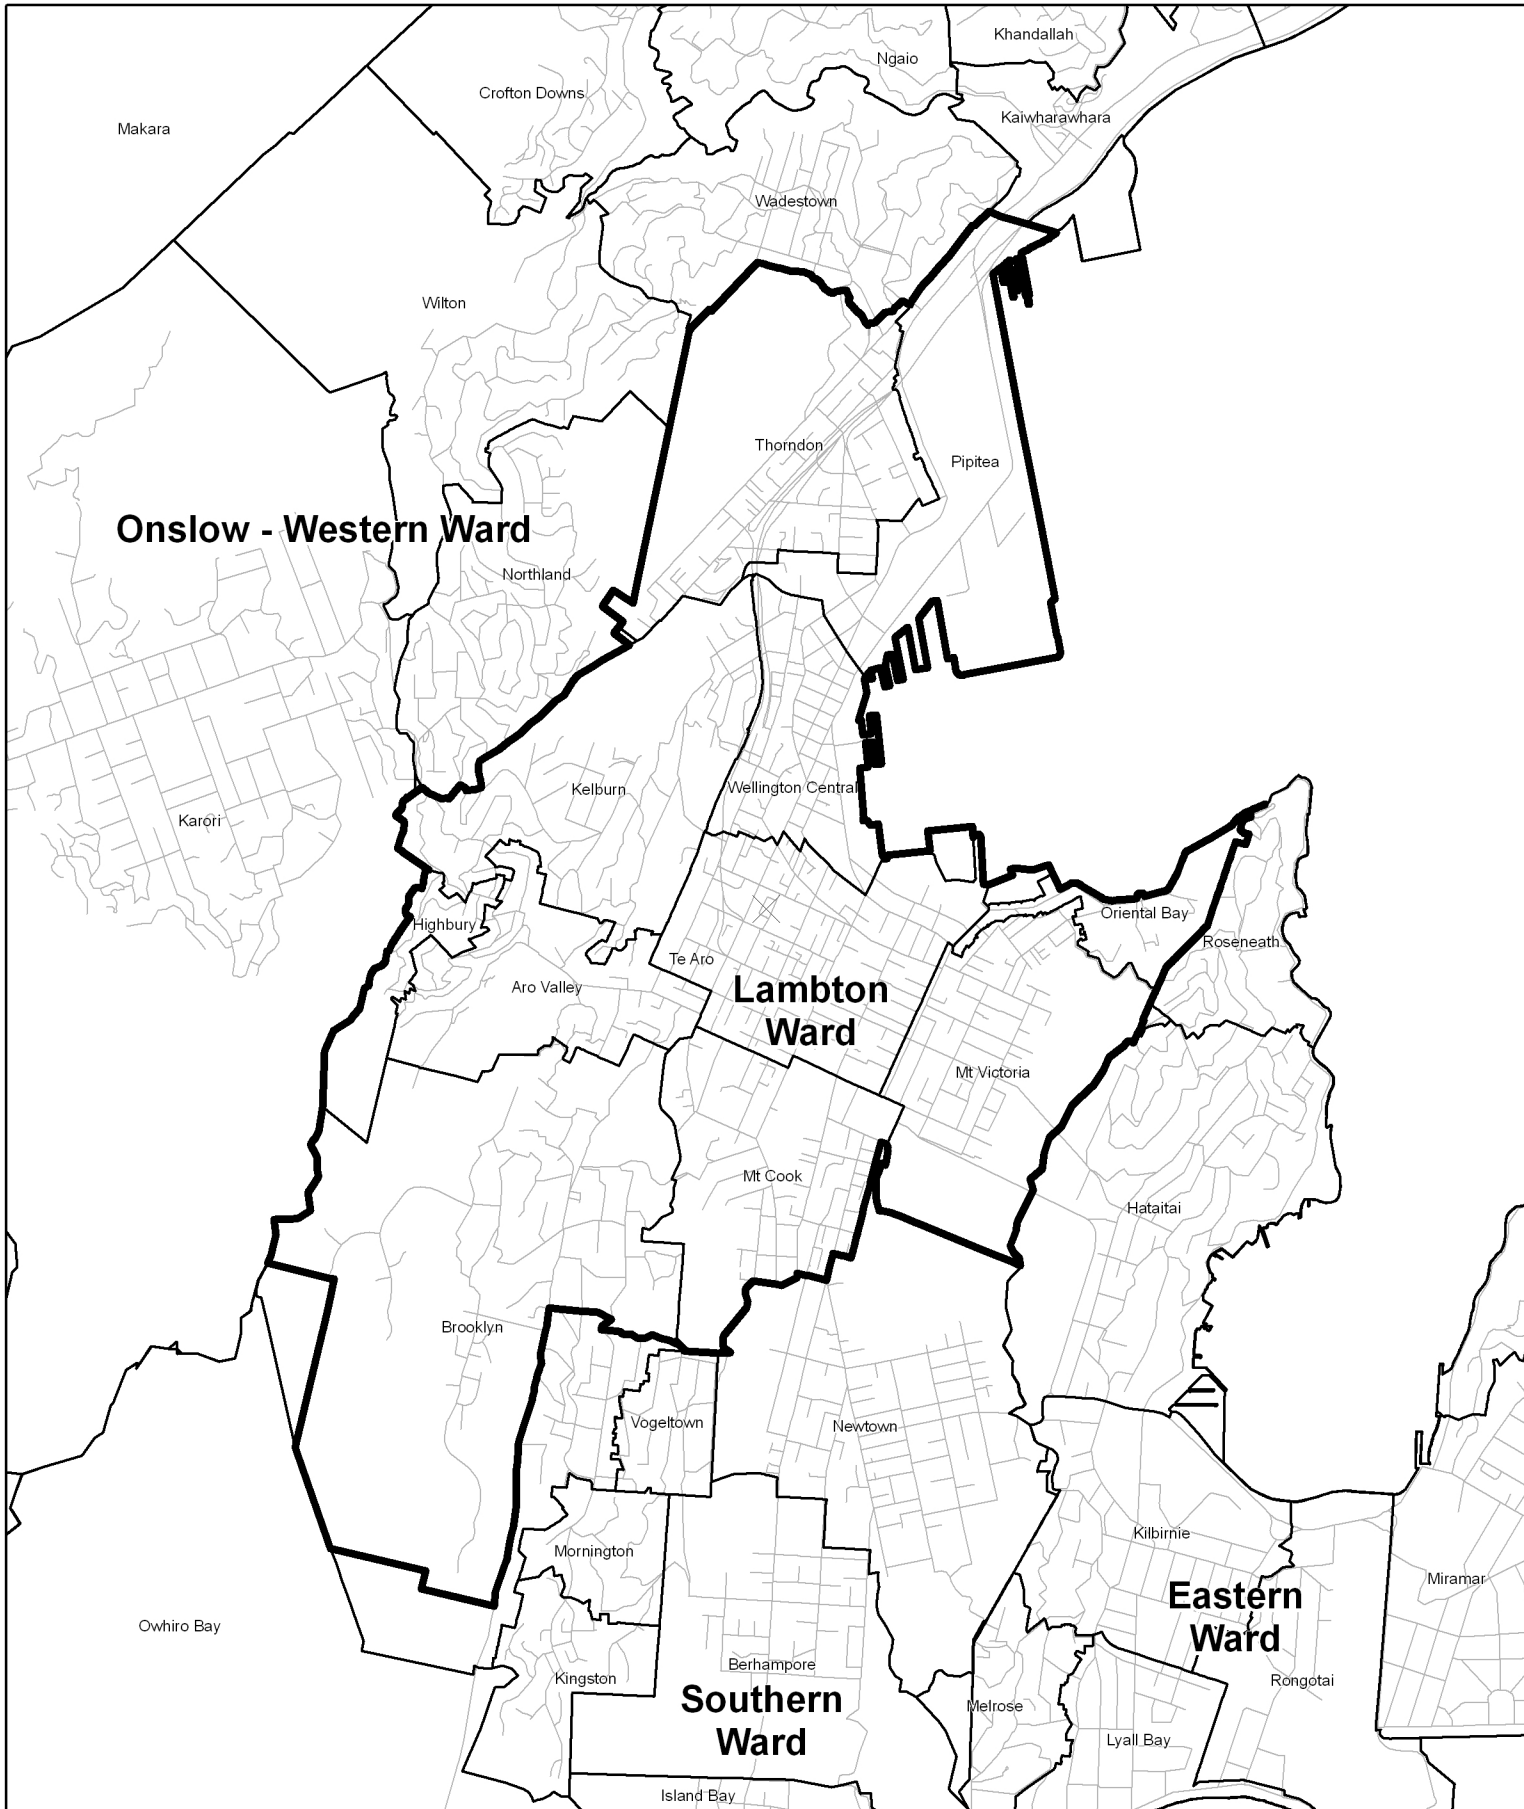 Khandallah
Ngaio
Crofton Downs
Kaiwharawhara
Makara
Wadestown
Wilton
Thorndon
Pipitea
Onslow - Western Ward
Northland
Kelburn
Wellington Central
Karori
Highbury
Oriental Bay
Roseneath
Te Aro
Aro Valley
Lambton
Ward
Mt Victoria
Mt Cook
Hataitai
Brooklyn
Vogeltown
Newtown
Kilbirnie
Mornington
Miramar
Eastern
Ward
Owhiro Bay
Berhampore
Kingston
Rongotai
Southern
Ward
Melrose
Lyall Bay
Island Bay